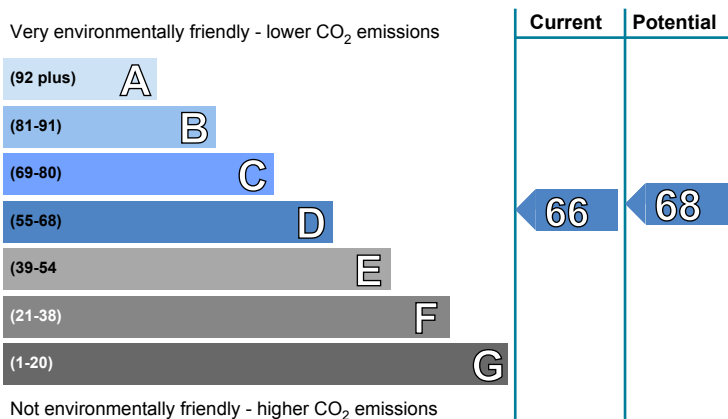 Current Potential
Very environmentally friendly - lower CO2 emissions
(92 plus) A
(81-91) B
(69-80) C
(55-68) D
66 68
(39-54 E
(21-38) F
(1-20) G
Not environmentally friendly - higher CO2 emissions